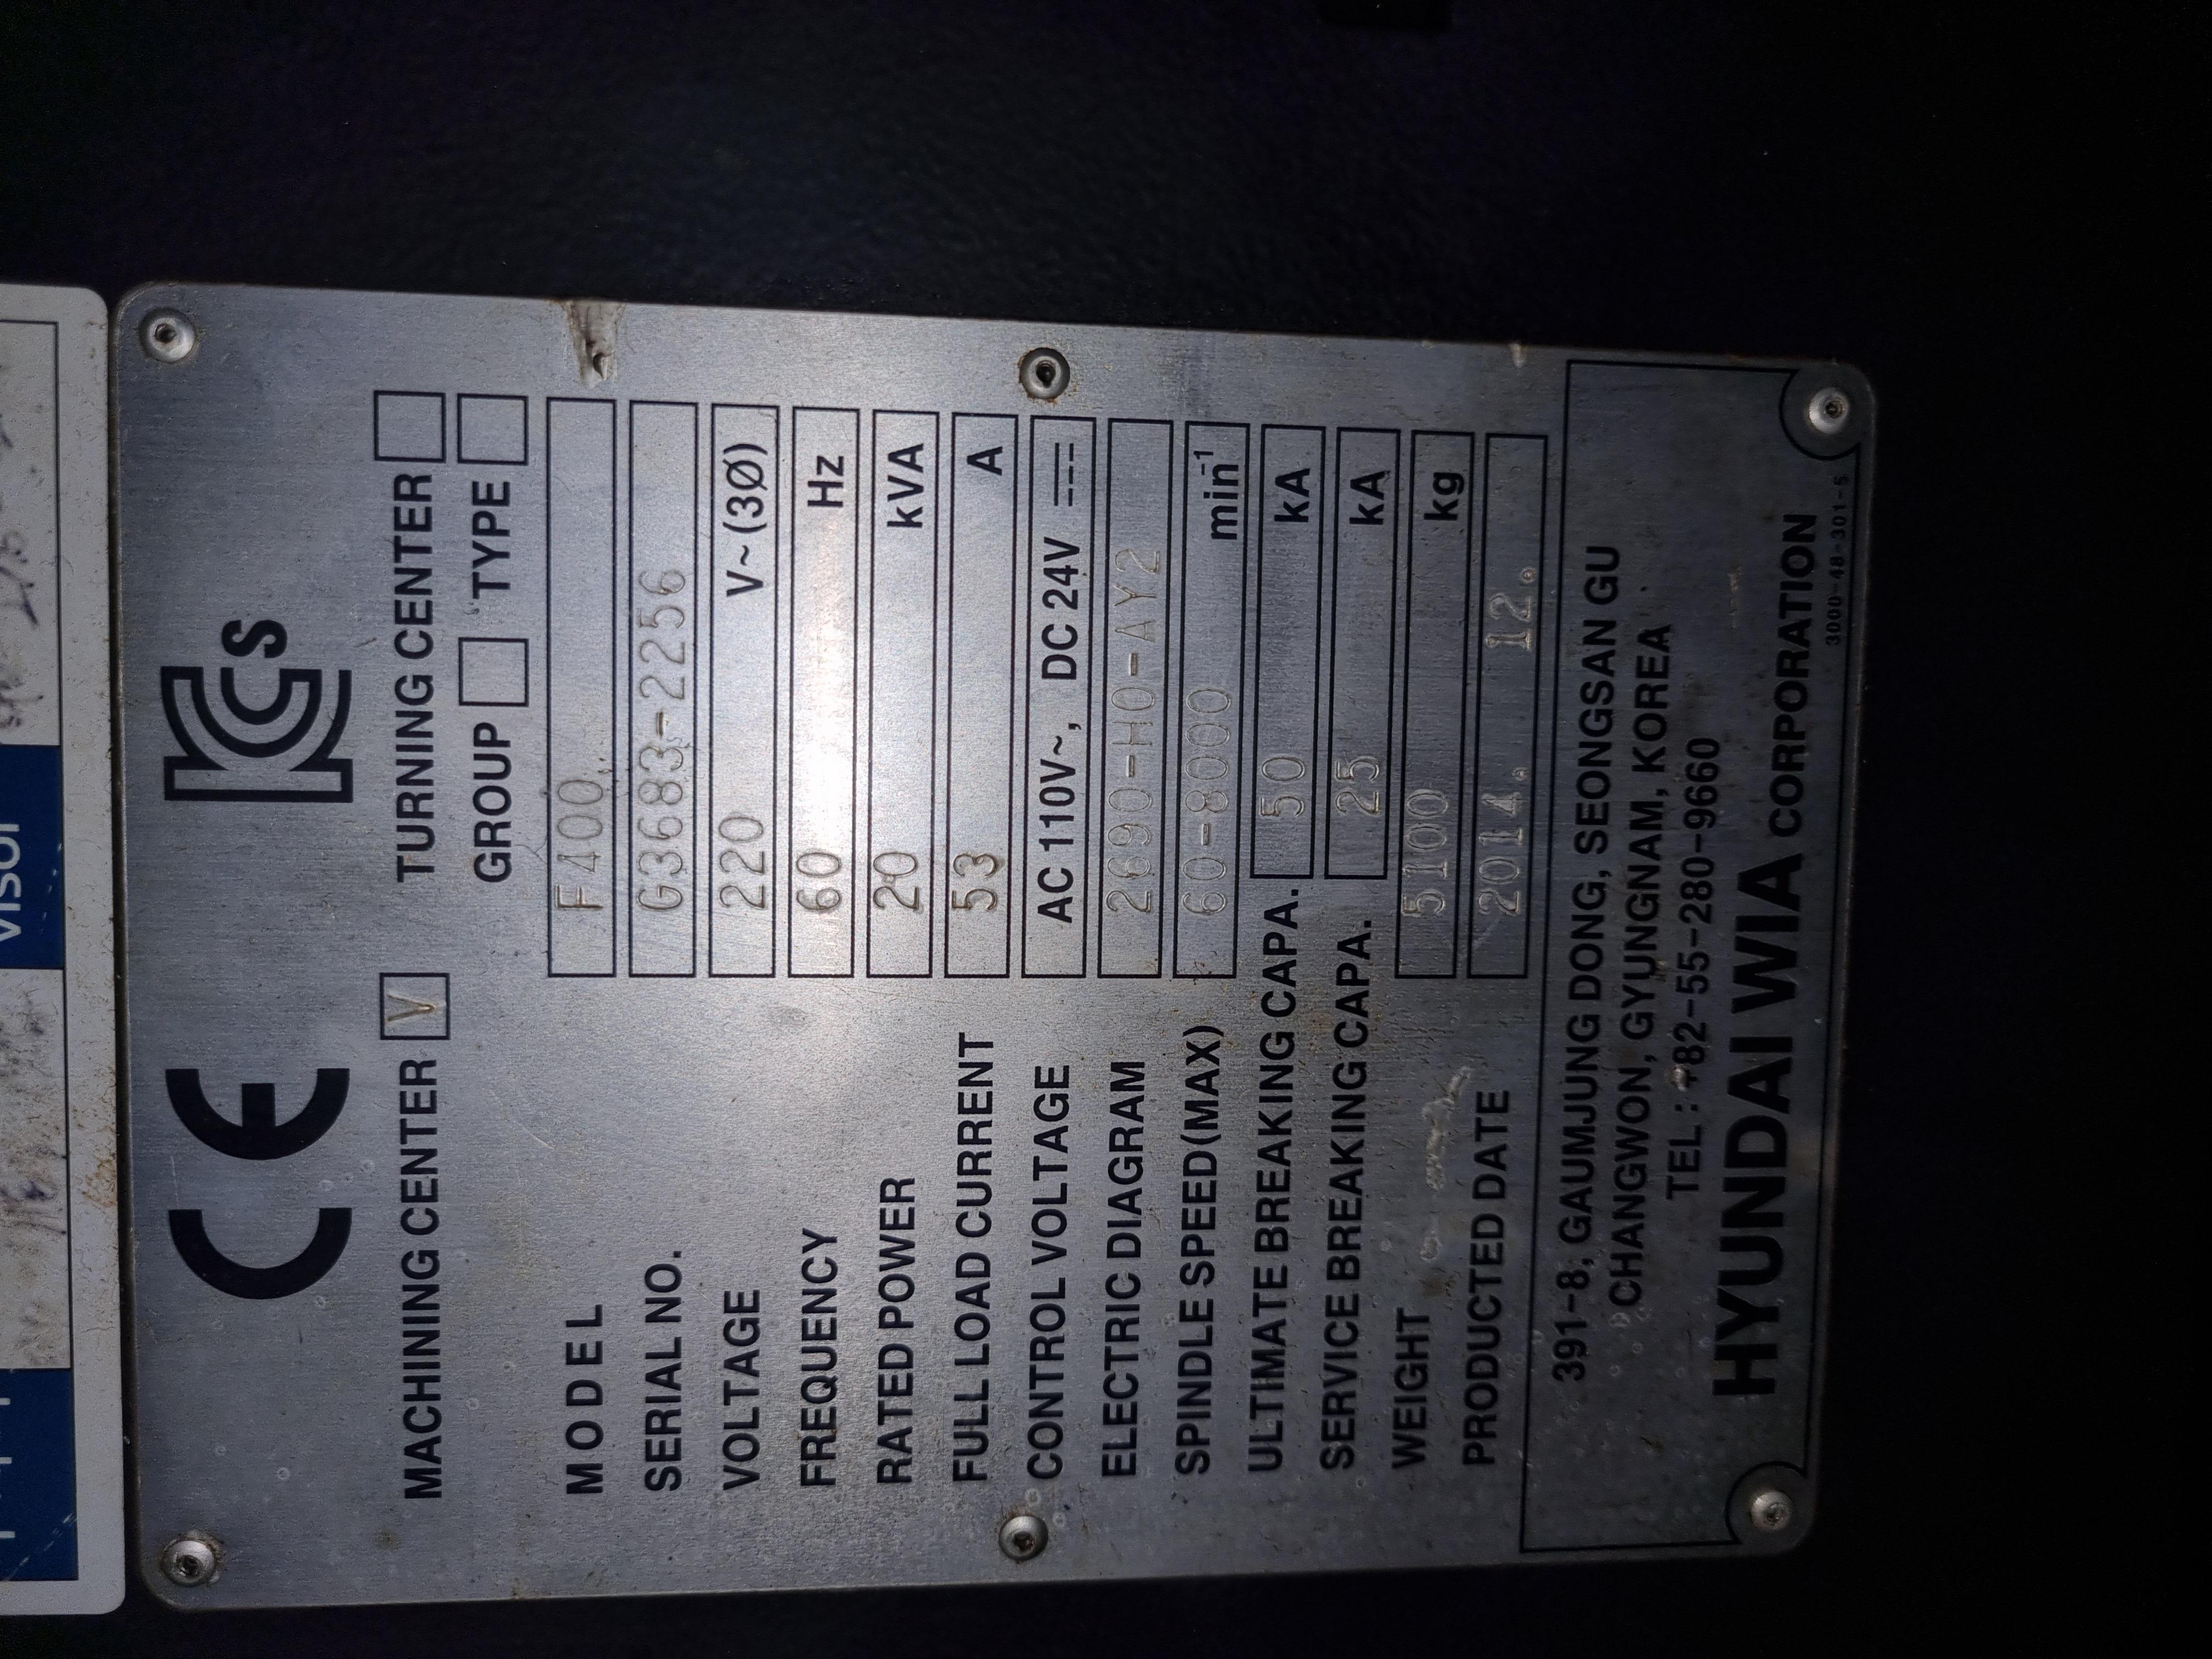 CE KCs
MACHINING CENTER V TURNING CENTER
GROUP TYPE
MODEL F400
SERIAL NO. G3683-2256
VOLTAGE 220 V~(3Ø)
FREQUENCY 60 Hz
RATED POWER 20 kVA
FULL LOAD CURRENT 53 A
CONTROL VOLTAGE AC 110V~, DC 24V ⎓
ELECTRIC DIAGRAM 2690-H0-AY2
SPINDLE SPEED(MAX) 60-8000 min⁻¹
ULTIMATE BREAKING CAPA. 50 kA
SERVICE BREAKING CAPA. 25 kA
WEIGHT 5100 kg
PRODUCTED DATE 2014. 12.
391-8, GAUMJUNG DONG, SEONGSAN GU
CHANGWON, GYUNGNAM, KOREA
TEL : +82-55-280-9660
HYUNDAI WIA CORPORATION
3000-48-301-5